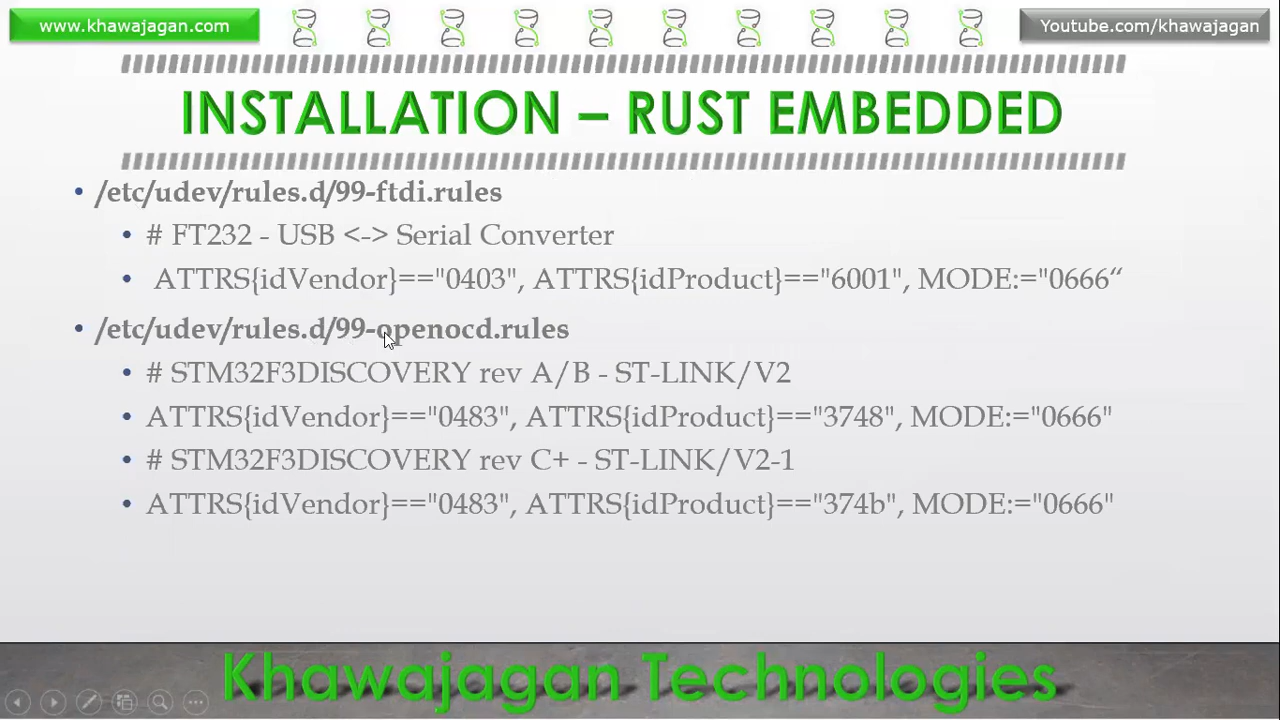 www.khawajagan.com
Youtube.com/khawajagan
INSTALLATION – RUST EMBEDDED
• /etc/udev/rules.d/99-ftdi.rules
• # FT232 - USB <-> Serial Converter
• ATTRS{idVendor}=="0403", ATTRS{idProduct}=="6001", MODE:="0666“
• /etc/udev/rules.d/99-openocd.rules
• # STM32F3DISCOVERY rev A/B - ST-LINK/V2
• ATTRS{idVendor}=="0483", ATTRS{idProduct}=="3748", MODE:="0666"
• # STM32F3DISCOVERY rev C+ - ST-LINK/V2-1
• ATTRS{idVendor}=="0483", ATTRS{idProduct}=="374b", MODE:="0666"
Khawajagan Technologies